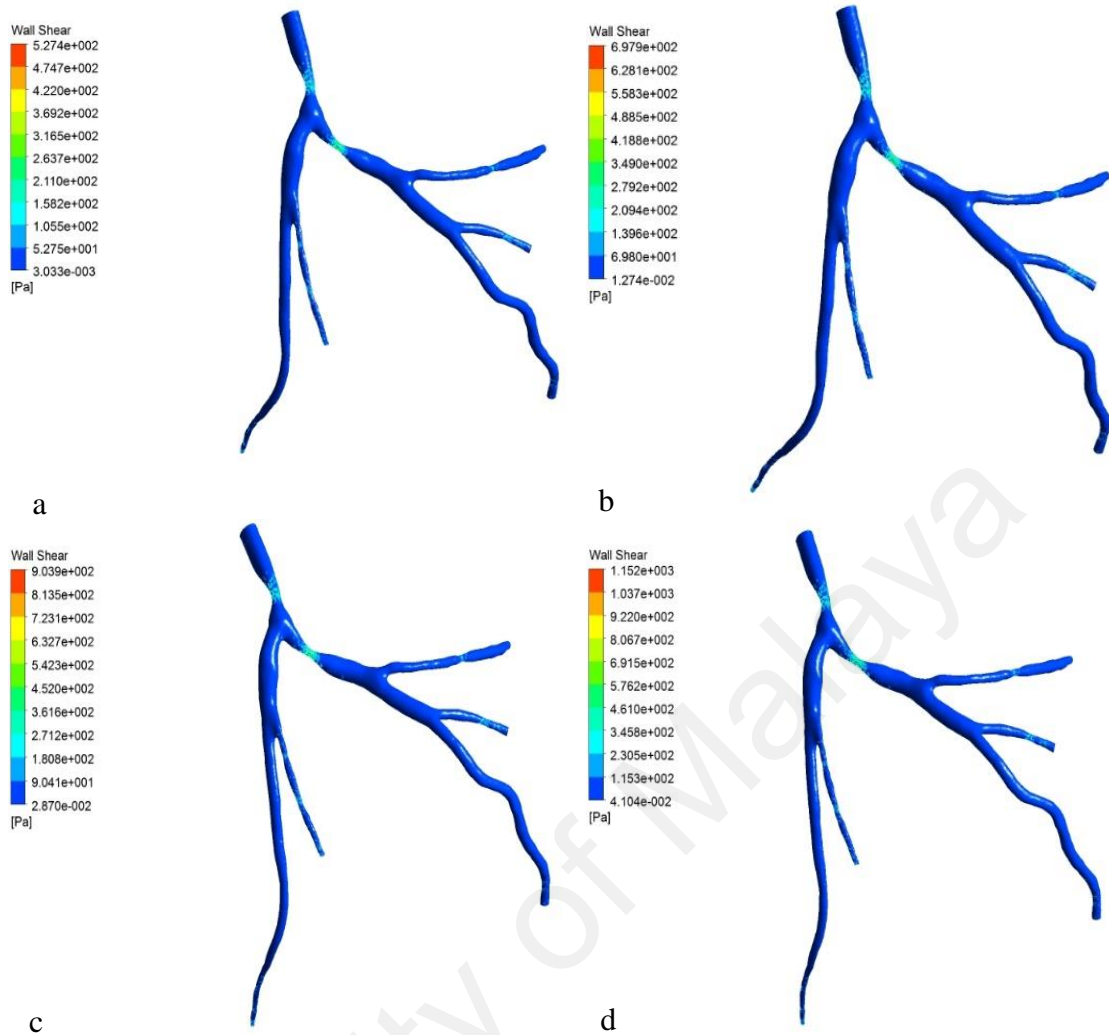 Wall Shear
5.274e+002
4.747e+002
4.220e+002
3.692e+002
3.165e+002
2.637e+002
2.110e+002
1.582e+002
1.055e+002
5.275e+001
3.033e-003
[Pa]
a
Wall Shear
6.979e+002
6.281e+002
5.583e+002
4.885e+002
4.188e+002
3.490e+002
2.792e+002
2.094e+002
1.396e+002
6.980e+001
1.274e-002
[Pa]
b
Wall Shear
9.039e+002
8.135e+002
7.231e+002
6.327e+002
5.423e+002
4.520e+002
3.616e+002
2.712e+002
1.808e+002
9.041e+001
2.870e-002
[Pa]
c
Wall Shear
1.152e+003
1.037e+003
9.220e+002
8.067e+002
6.915e+002
5.762e+002
4.610e+002
3.458e+002
2.305e+002
1.153e+002
4.104e-002
[Pa]
d
ity of Malaya